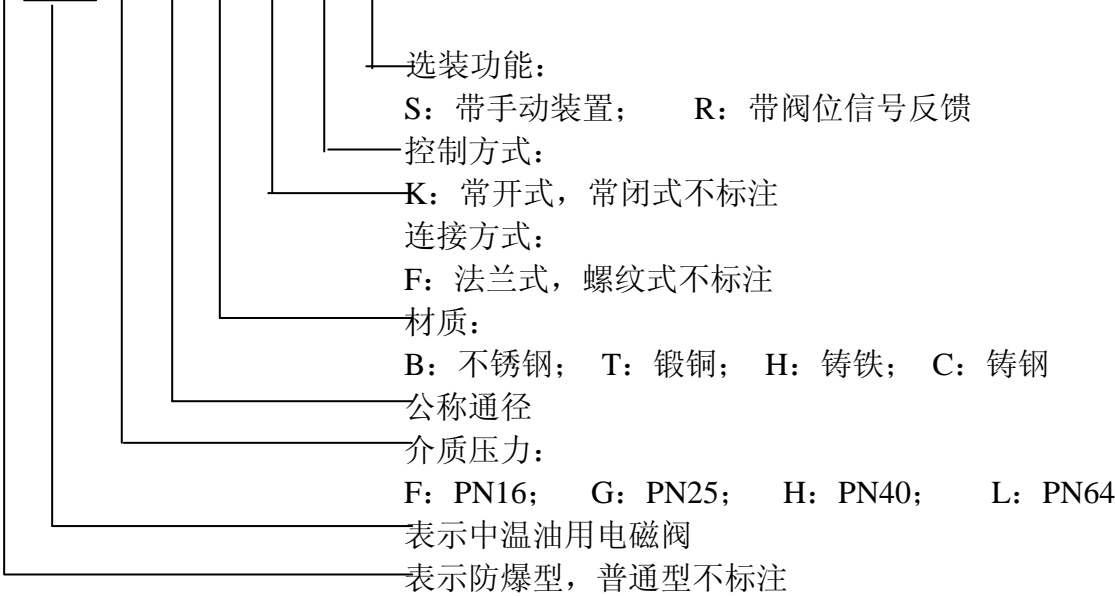 选装功能：
S：带手动装置； R：带阀位信号反馈
控制方式：
K：常开式，常闭式不标注
连接方式：
F：法兰式，螺纹式不标注
材质：
B：不锈钢； T：锻铜； H：铸铁； C：铸钢
公称通径
介质压力：
F：PN16； G：PN25； H：PN40； L：PN64
表示中温油用电磁阀
表示防爆型，普通型不标注